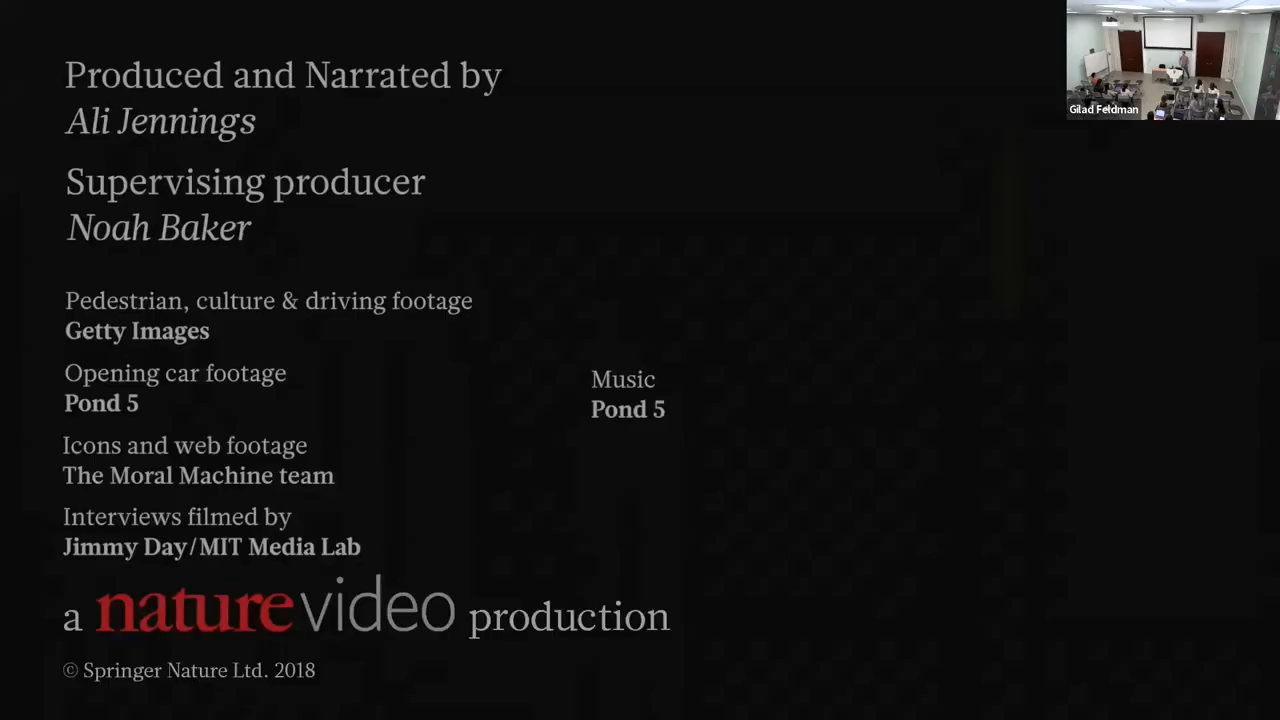 Produced and Narrated by
Ali Jennings
Supervising producer
Noah Baker
Pedestrian, culture & driving footage
Getty Images
Opening car footage
Pond 5
Icons and web footage
The Moral Machine team
Interviews filmed by
Jimmy Day/MIT Media Lab
Music
Pond 5
a nature video production
© Springer Nature Ltd. 2018
Gilad Feldman